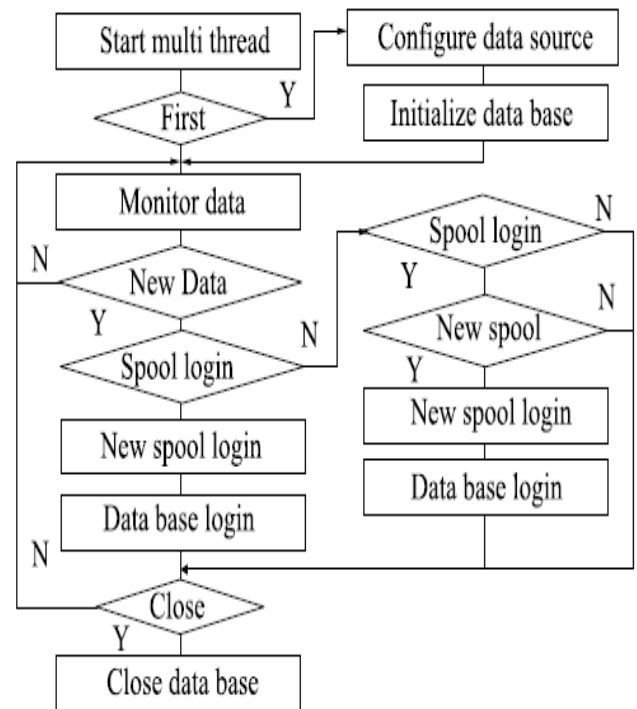 Start multi thread
Configure data source
Y
First
Initialize data base
Monitor data
N
New Data
Y
Spool login
N
New spool login
Data base login
Spool login
N
Y
New spool
N
Y
New spool login
Data base login
N
Close
Y
Close data base